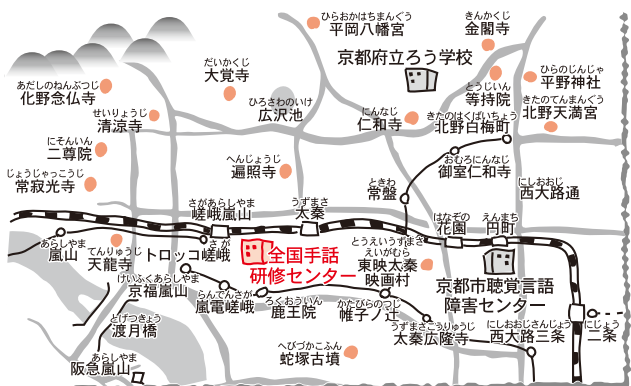 ひらおかはちまんぐう
平岡八幡宮
きんかくじ
金閣寺
京都府立ろう学校
だいかくじ
大覚寺
ひらのじんじゃ
平野神社
あだしのねんぶつじ
化野念仏寺
とうじいん
等持院
ひろさわのいけ
広沢池
きたのてんまんぐう
北野天満宮
せいりょうじ
清涼寺
にんなじ
仁和寺
きたのはくばいちょう
北野白梅町
にそんいん
二尊院
へんじょうじ
遍照寺
おむろにんなじ
御室仁和寺
じょうじゃっこうじ
常寂光寺
ときわ
常盤
にしおおじ
西大路通
さがあらしやま
嵯峨嵐山
うずまさ
太秦
はなぞの
花園
えんまち
円町
あらしやま
嵐山
てんりゅうじ
天龍寺
さが
トロッコ嵯峨
全国手話
研修センター
とうえいうずまさ
えいがむら
東映太秦
映画村
京都市聴覚言語
障害センター
けいふくあらしやま
京福嵐山
らんでんさが
嵐電嵯峨
ろくおういん
鹿王院
かたびらのつじ
帷子ノ辻
うずまさこうりゅうじ
太秦広隆寺
にしおおじさんじょう
西大路三条
にじょう
二条
とげつきょう
渡月橋
へびづかこふん
蛇塚古墳
あらしやま
阪急嵐山